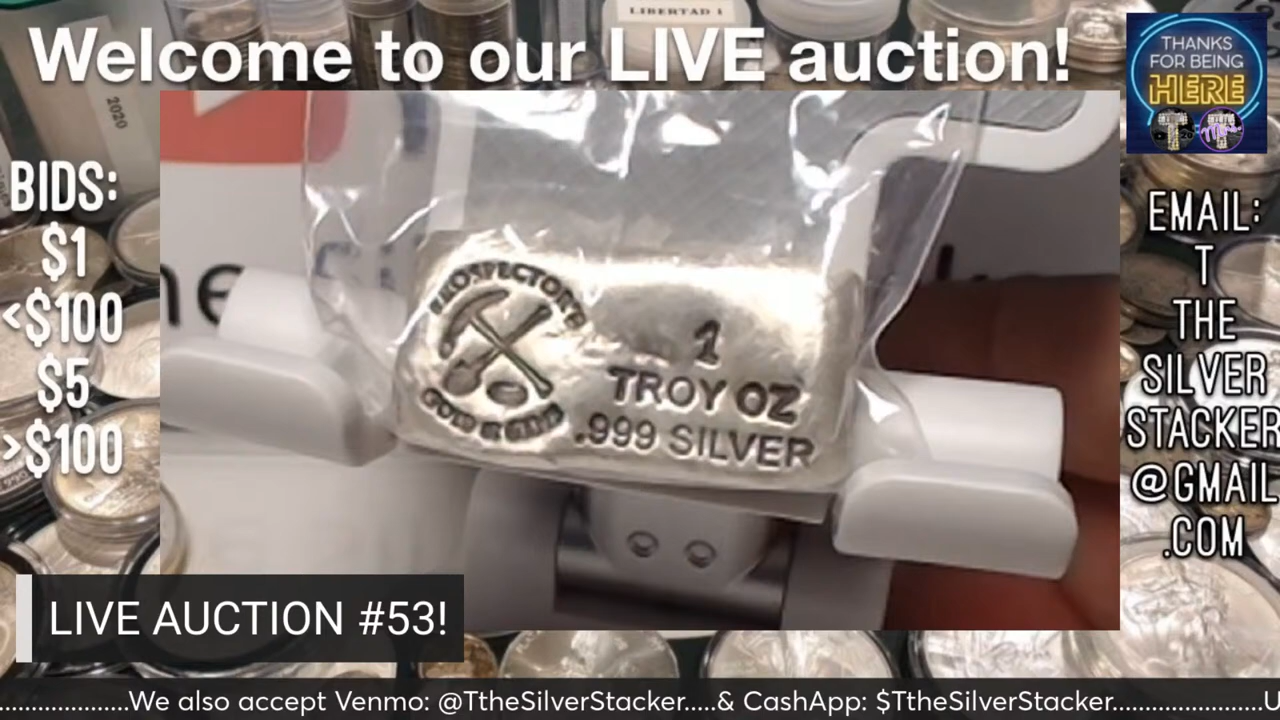 LIBERTAD 1
Welcome to our LIVE auction!
THANKS
FOR BEING
HERE
2020
BIDS:
$1
<$100
$5
>$100
EMAIL:
T
THE
SILVER
STACKER
@GMAIL
.COM
PROSPECTOR'S
GOLD & GEMS
1
TROY OZ
.999 SILVER
LIVE AUCTION #53!
....................We also accept Venmo: @TtheSilverStacker.....& CashApp: $TtheSilverStacker.......................U